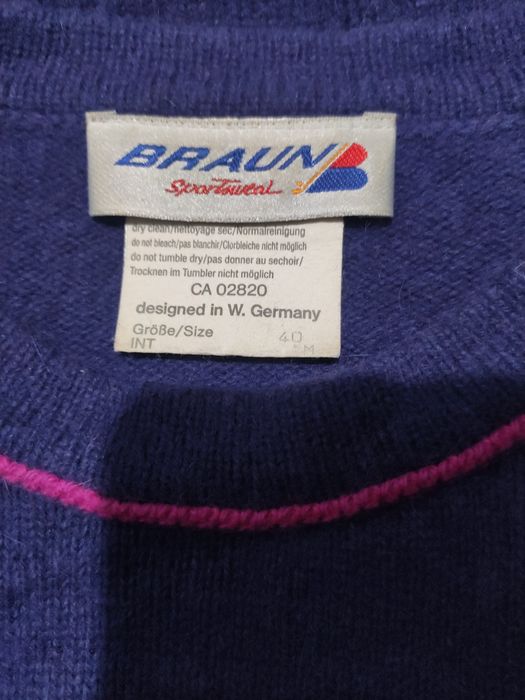 BRAUN
Sportswear
dry clean/nettoyage sec/Normalreinigung
do not bleach/pas blanchir/Clorbleiche nicht möglich
do not tumble dry/pas donner au sechoir/
Trocknen im Tumbler nicht möglich
CA 02820
designed in W. Germany
Größe/Size 40
INT M